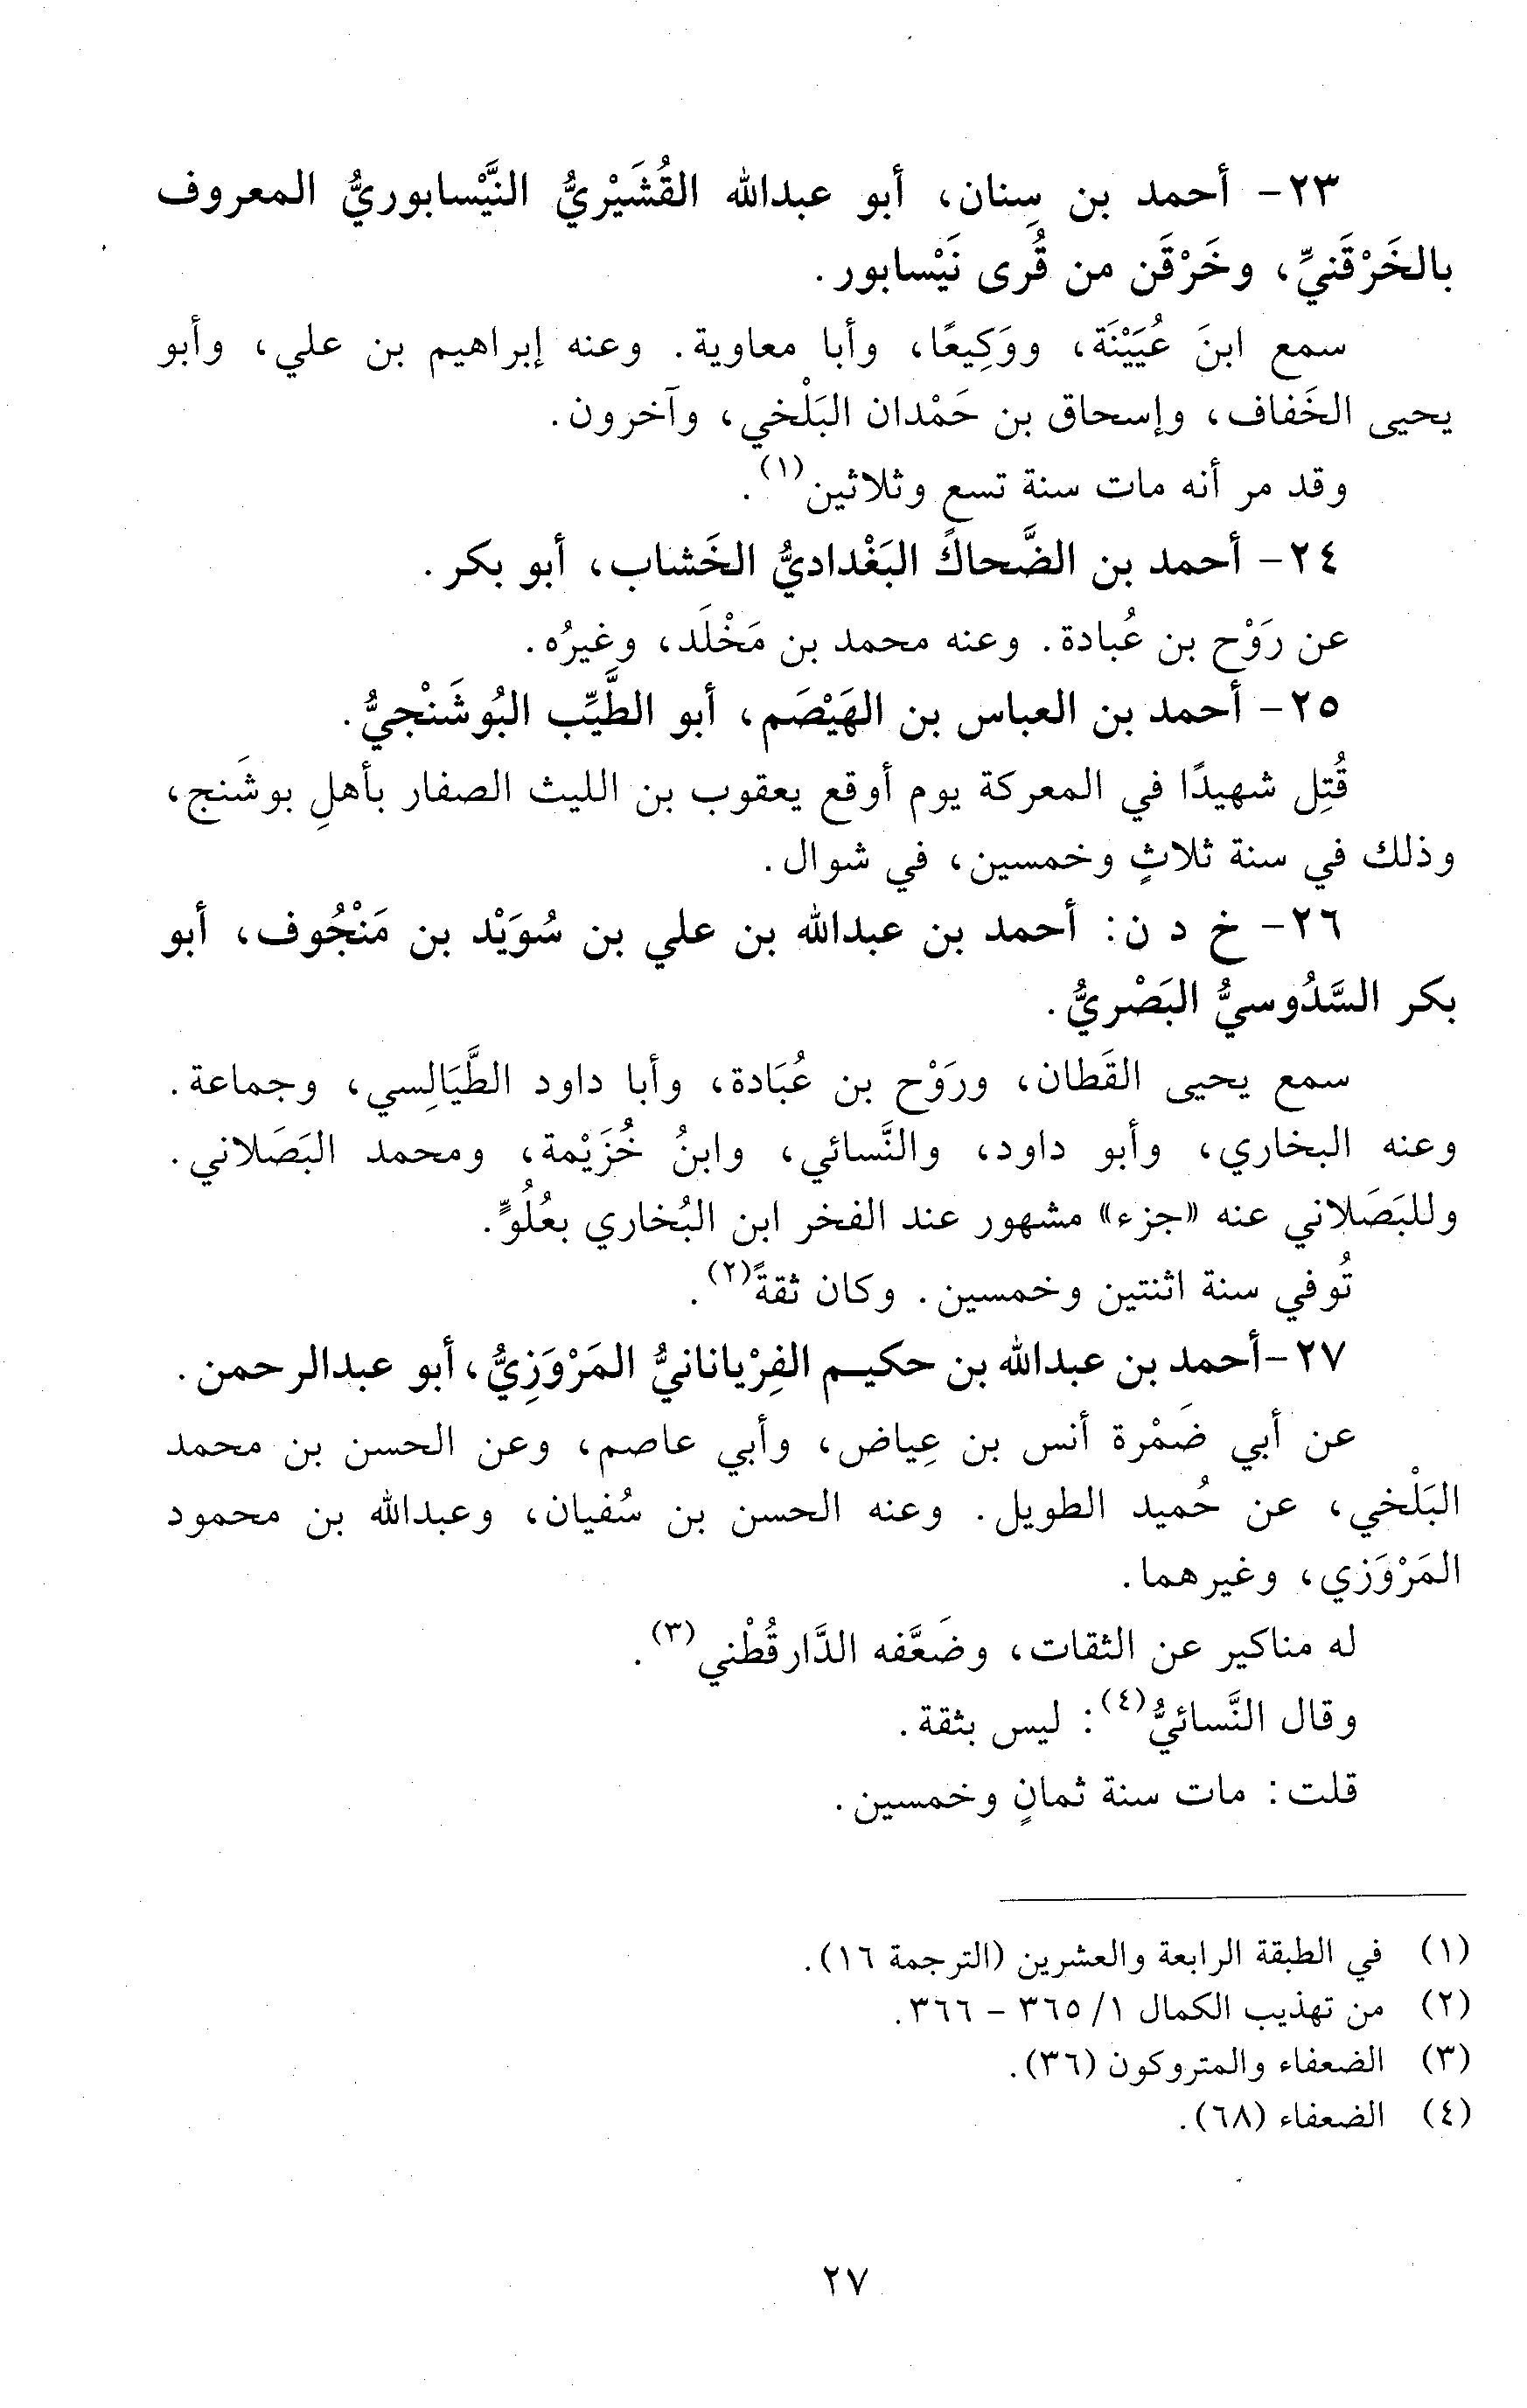 ٢٣- أحمد بن سِنان، أبو عبدالله القُشَيْريُّ النَّيْسابوريُّ المعروف
بالخَرْقَنيِّ، وخَرْقَن من قُرى نَيْسابور.
سمع ابنَ عُيَيْنَة، ووَكِيعًا، وأبا معاوية. وعنه إبراهيم بن علي، وأبو
يحيى الخَفاف، وإسحاق بن حَمْدان البَلْخي، وآخرون.
وقد مر أنه مات سنة تسع وثلاثين(١).
٢٤- أحمد بن الضَّحاكً البَغْداديُّ الخَشاب، أبو بكر.
عن رَوْح بن عُبادة. وعنه محمد بن مَخْلَد، وغيرُه.
٢٥- أحمد بن العباس بن الهَيْصَم، أبو الطَّيِّب البُوشَنْجيُّ.
قُتِل شهيدًا في المعركة يوم أوقع يعقوب بن الليث الصفار بأهلِ بوشَنج،
وذلك في سنة ثلاثٍ وخمسين، في شوال.
٢٦- خ د ن: أحمد بن عبدالله بن علي بن سُوَيْد بن مَنْجُوف، أبو
بكر السَّدُوسيُّ البَصْريُّ.
سمع يحيى القَطان، ورَوْح بن عُبَادة، وأبا داود الطَّيَالِسي، وجماعة.
وعنه البخاري، وأبو داود، والنَّسائي، وابنُ خُزَيْمة، ومحمد البَصَلاني.
وللبَصَلاني عنه «جزء» مشهور عند الفخر ابن البُخاري بعُلُوٍّ.
تُوفي سنة اثنتين وخمسين. وكان ثقةً(٢).
٢٧-أحمد بن عبدالله بن حكيم الفِرْيانانيُّ المَرْوَزِيُّ، أبو عبدالرحمن.
عن أبي ضَمْرة أنس بن عِياض، وأبي عاصم، وعن الحسن بن محمد
البَلْخي، عن حُميد الطويل. وعنه الحسن بن سُفيان، وعبدالله بن محمود
المَرْوَزي، وغيرهما.
له مناكير عن الثقات، وضَعَّفه الدَّارقُطْني(٣).
وقال النَّسائيُّ(٤): ليس بثقة.
قلت: مات سنة ثمانٍ وخمسين.
(١) في الطبقة الرابعة والعشرين (الترجمة ١٦).
(٢) من تهذيب الكمال ١/ ٣٦٥ - ٣٦٦.
(٣) الضعفاء والمتروكون (٣٦).
(٤) الضعفاء (٦٨).
٢٧